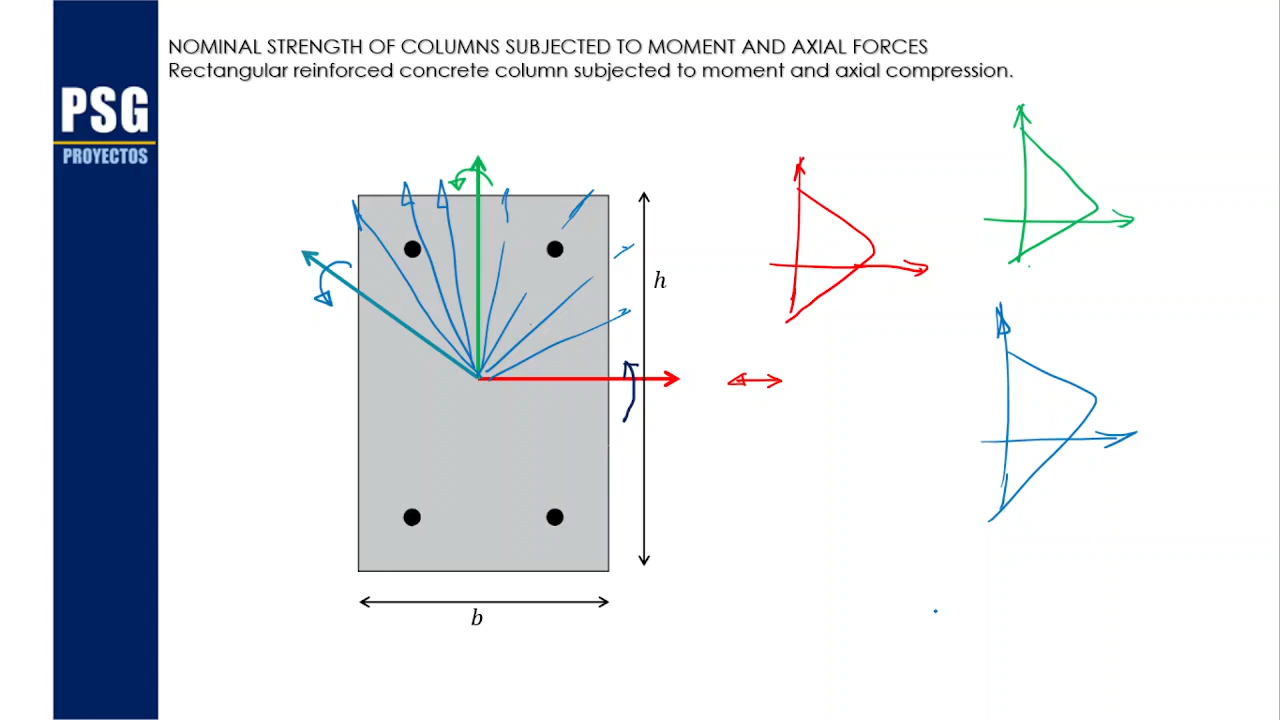 NOMINAL STRENGTH OF COLUMNS SUBJECTED TO MOMENT AND AXIAL FORCES
Rectangular reinforced concrete column subjected to moment and axial compression.
PSG
PROYECTOS
h
b